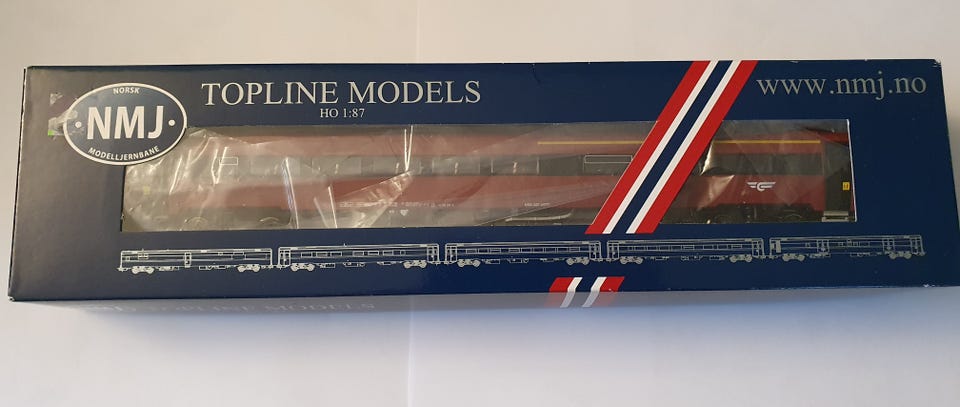 NORSK
NMJ
MODELLJERNBANE
TOPLINE MODELS
HO 1:87
www.nmj.no